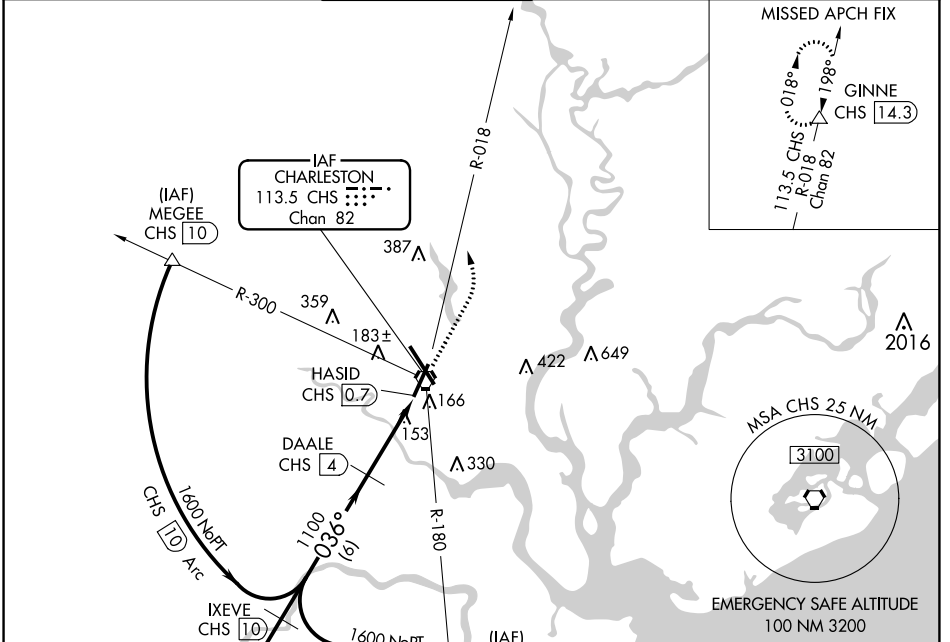 MISSED APCH FIX
018°
198°
GINNE
CHS 14.3
113.5 CHS
R-018
Chan 82
R-018
IAF
CHARLESTON
113.5 CHS
Chan 82
(IAF)
MEGEE
CHS 10
R-300
387
359
183±
HASID
CHS 0.7
166
153
422
649
2016
DAALE
CHS 4
330
R-180
MSA CHS 25 NM
3100
1600 NoPT
CHS 10 Arc
1100
036°
(6)
IXEVE
CHS 10
1600 NoPT
(IAF)
EMERGENCY SAFE ALTITUDE
100 NM 3200